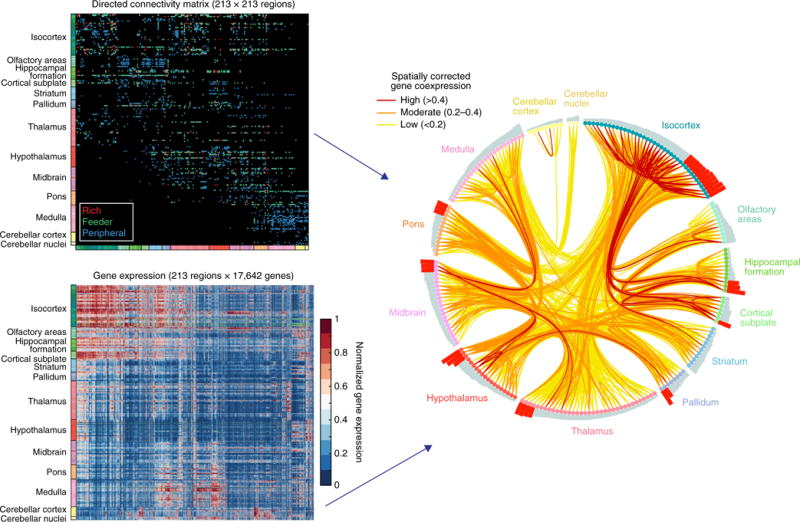 Directed connectivity matrix (213 × 213 regions)
Isocortex
Olfactory areas
Hippocampal
formation
Cortical subplate
Striatum
Pallidum
Thalamus
Hypothalamus
Midbrain
Pons
Medulla
Cerebellar cortex
Cerebellar nuclei
Rich
Feeder
Peripheral
Gene expression (213 regions × 17,642 genes)
Isocortex
Olfactory areas
Hippocampal
formation
Cortical subplate
Striatum
Pallidum
Thalamus
Hypothalamus
Midbrain
Pons
Medulla
Cerebellar cortex
Cerebellar nuclei
1
0.8
0.6
0.4
0.2
0
Normalized gene expression
Spatially corrected
gene coexpression
High (>0.4)
Moderate (0.2–0.4)
Low (<0.2)
Cerebellar
cortex
Cerebellar
nuclei
Isocortex
Olfactory
areas
Hippocampal
formation
Cortical
subplate
Striatum
Pallidum
Thalamus
Hypothalamus
Midbrain
Pons
Medulla